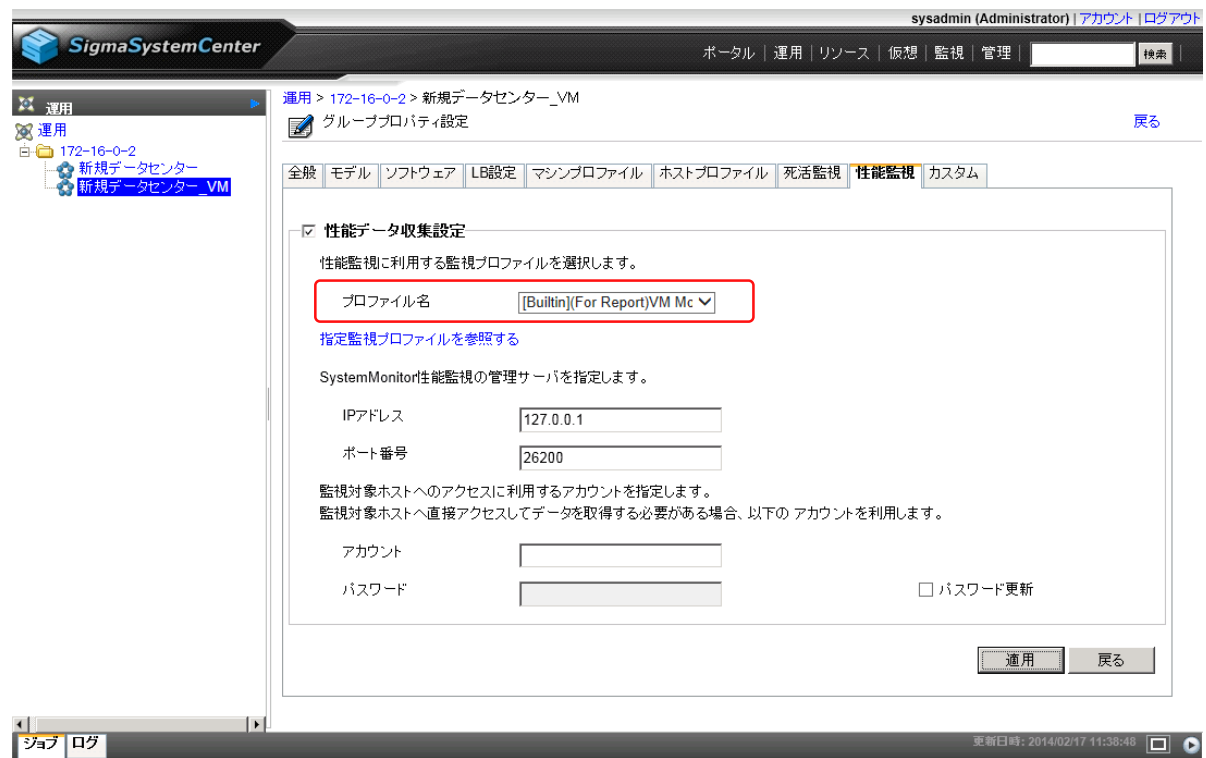 sysadmin (Administrator) | アカウント | ログアウト
SigmaSystemCenter
ポータル | 運用 | リソース | 仮想 | 監視 | 管理 | 検索 |
運用
運用
172-16-0-2
新規データセンター
新規データセンター_VM
運用 > 172-16-0-2 > 新規データセンター_VM
グループプロパティ設定
戻る
全般 モデル ソフトウェア LB設定 マシンプロファイル ホストプロファイル 死活監視 性能監視 カスタム
性能データ収集設定
性能監視に利用する監視プロファイルを選択します。
プロファイル名 [Builtin](For Report)VM Mc
指定監視プロファイルを参照する
SystemMonitor性能監視の管理サーバを指定します。
IPアドレス 127.0.0.1
ポート番号 26200
監視対象ホストへのアクセスに利用するアカウントを指定します。
監視対象ホストへ直接アクセスしてデータを取得する必要がある場合、以下の アカウントを利用します。
アカウント
パスワード パスワード更新
適用 戻る
ジョブ ログ
更新日時: 2014/02/17 11:38:48